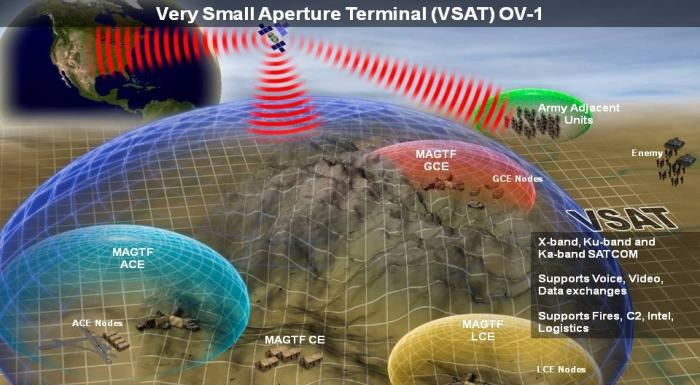 Very Small Aperture Terminal (VSAT) OV-1
Army Adjacent
Units
Enemy
MAGTF
GCE
GCE Nodes
VSAT
X-band, Ku-band and
Ka-band SATCOM
Supports Voice, Video,
Data exchanges
Supports Fires, C2, Intel,
Logistics
MAGTF
ACE
ACE Nodes
MAGTF CE
MAGTF
LCE
LCE Nodes